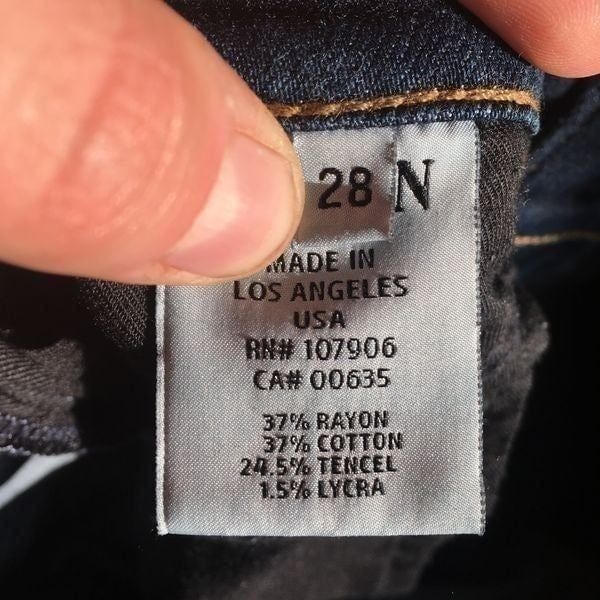 28 N
MADE IN
LOS ANGELES
USA
RN# 107906
CA# 00635
37% RAYON
37% COTTON
24.5% TENCEL
1.5% LYCRA